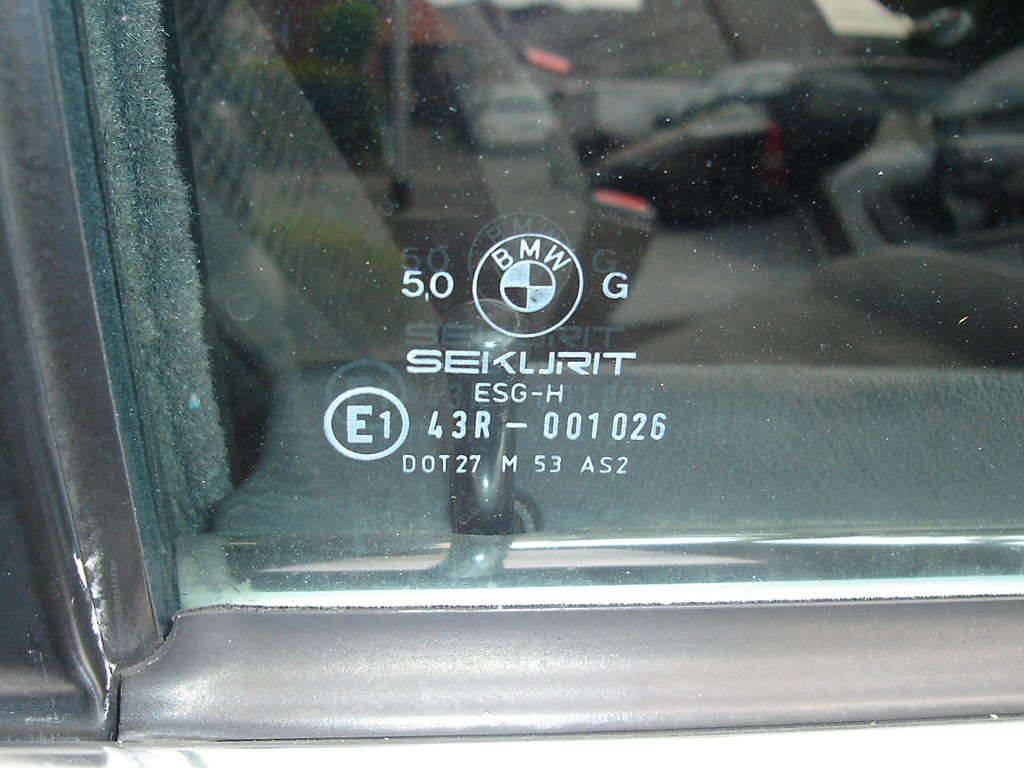 BMW
5,0 G
SEKURIT
ESG-H
E1 43R - 001026
DOT27 M 53 AS2